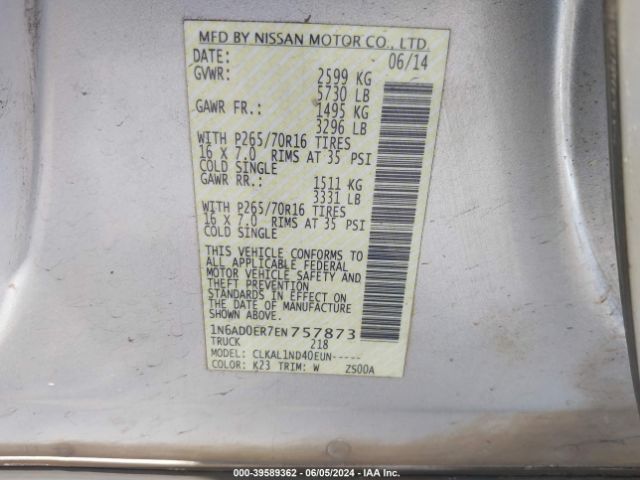 MFD BY NISSAN MOTOR CO., LTD.
DATE: 06/14
GVWR: 2599 KG
5730 LB
GAWR FR.: 1495 KG
3296 LB
WITH P265/70R16 TIRES
16 X 7.0 RIMS AT 35 PSI
COLD SINGLE
GAWR RR.: 1511 KG
3331 LB
WITH P265/70R16 TIRES
16 X 7.0 RIMS AT 35 PSI
COLD SINGLE
THIS VEHICLE CONFORMS TO
ALL APPLICABLE FEDERAL
MOTOR VEHICLE SAFETY AND
THEFT PREVENTION
STANDARDS IN EFFECT ON
THE DATE OF MANUFACTURE
SHOWN ABOVE.
1N6AD0ER7EN757873
TRUCK 218
MODEL: CLKAL1ND40EUN-----
COLOR: K23 TRIM: W ZS00A
000-39589362 - 06/05/2024 - IAA Inc.